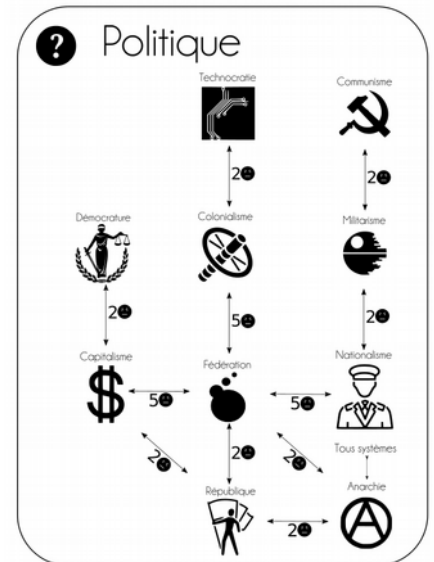 ? Politique
Technocratie Communisme
2 2
Démocrature Colonialisme Militarisme
2 5 2
Capitalisme Fédération Nationalisme
5 5
2 2 2
Tous systèmes
République Anarchie
2